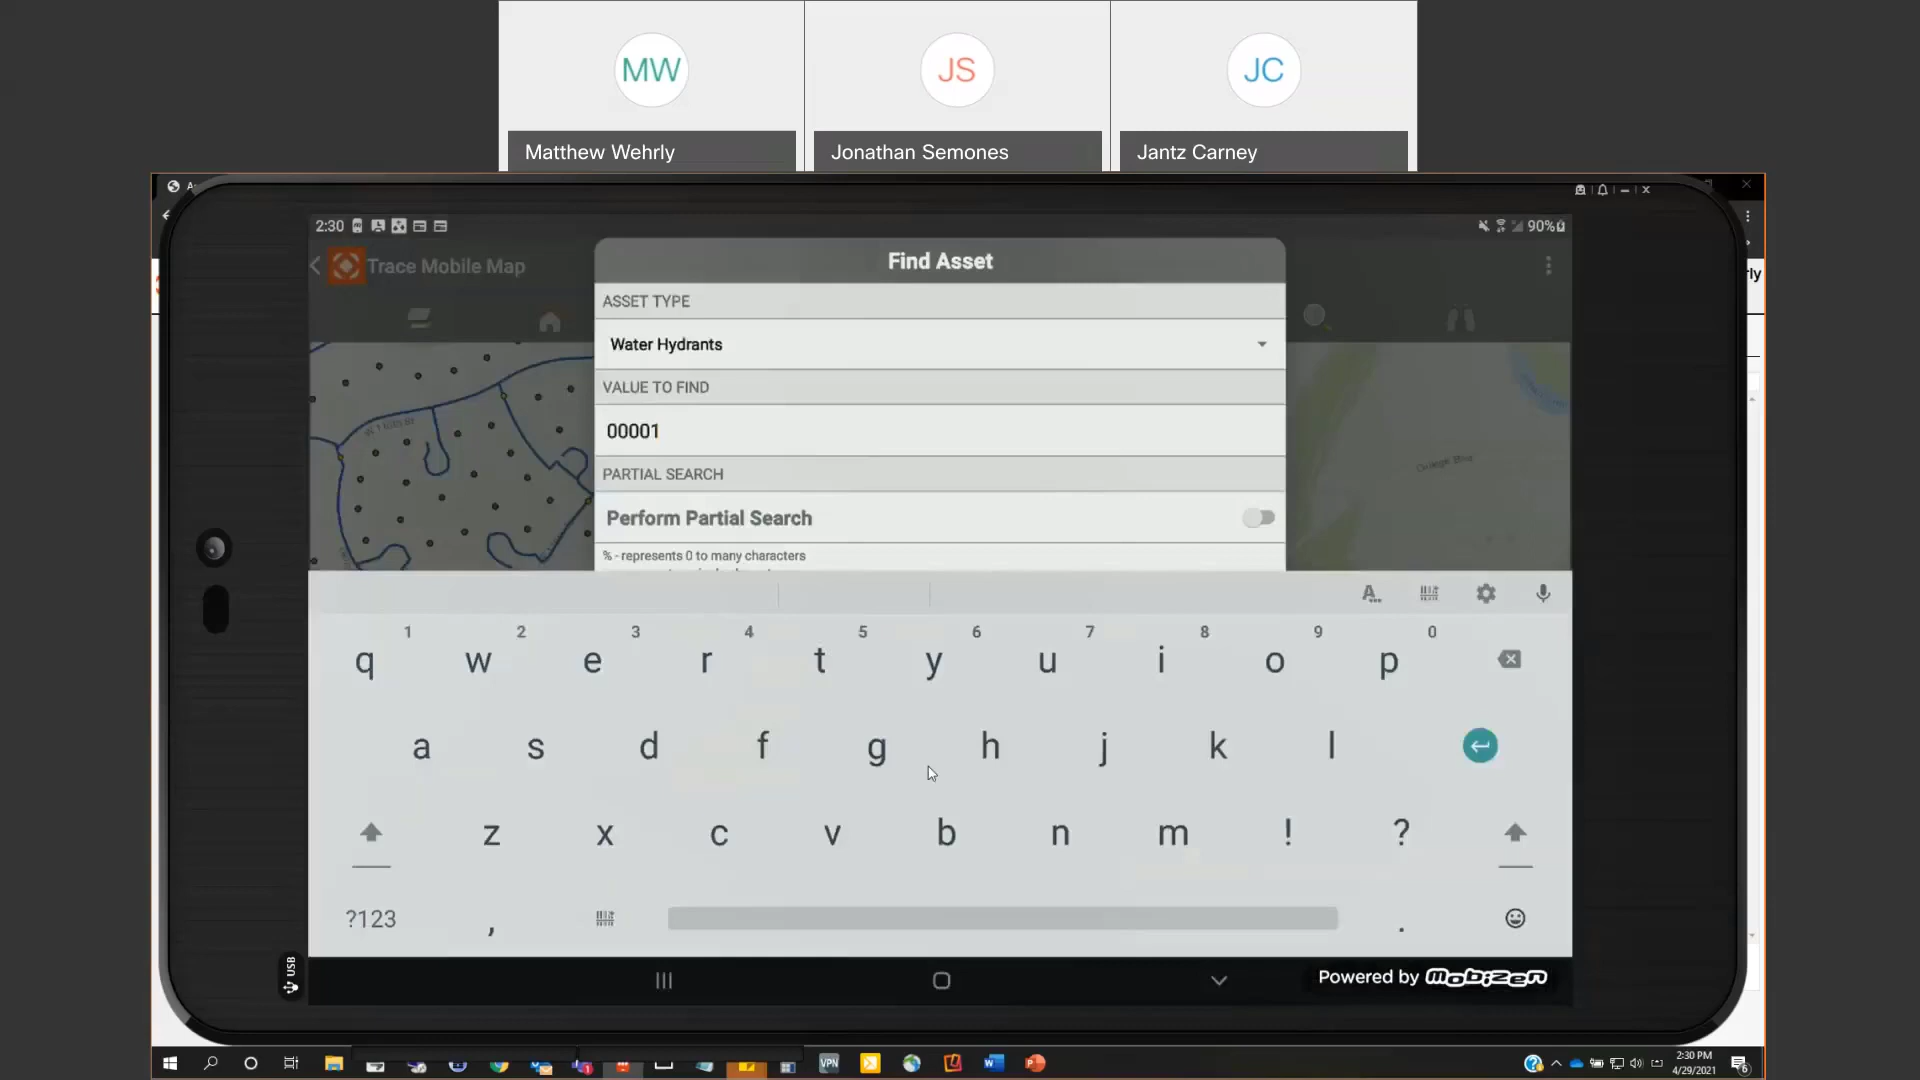 MW
JS
JC
Matthew Wehrly
Jonathan Semones
Jantz Carney
2:30
90%
Trace Mobile Map
Find Asset
ASSET TYPE
Water Hydrants
VALUE TO FIND
00001
PARTIAL SEARCH
Perform Partial Search
% - represents 0 to many characters
1 2 3 4 5 6 7 8 9 0
q w e r t y u i o p
a s d f g h j k l
z x c v b n m ! ?
?123 , .
USB
Powered by mobizen
VPN
2:30 PM
4/29/2021